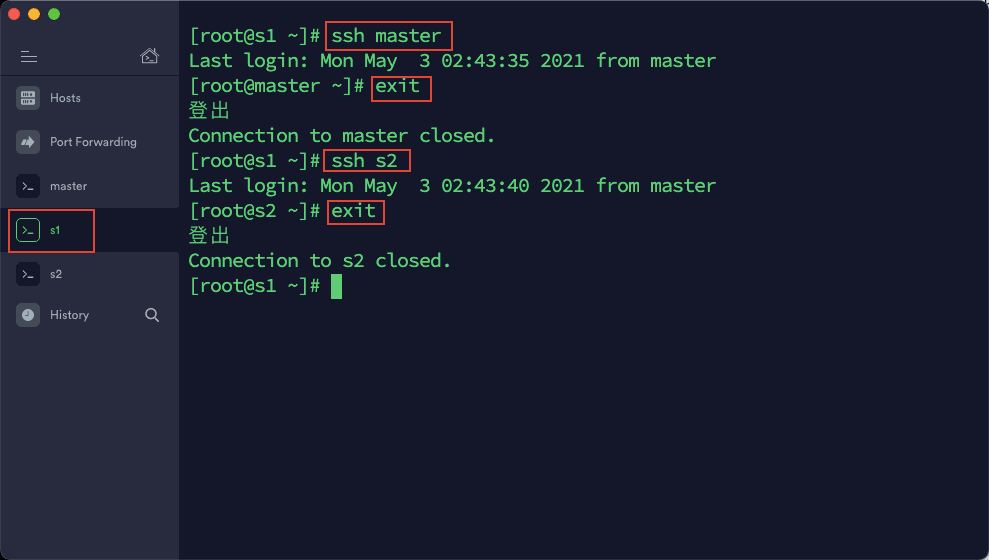 Hosts
Port Forwarding
master
s1
s2
History
[root@s1 ~]# ssh master
Last login: Mon May  3 02:43:35 2021 from master
[root@master ~]# exit
登出
Connection to master closed.
[root@s1 ~]# ssh s2
Last login: Mon May  3 02:43:40 2021 from master
[root@s2 ~]# exit
登出
Connection to s2 closed.
[root@s1 ~]#